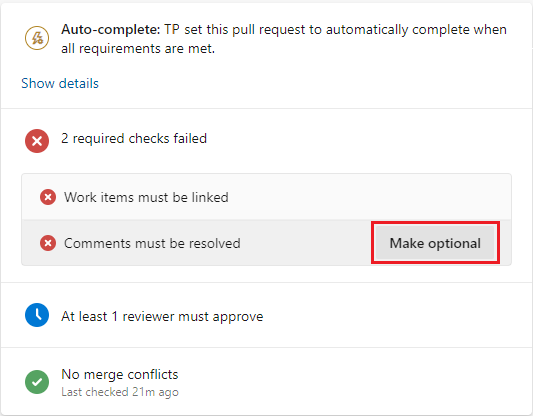 Auto-complete: TP set this pull request to automatically complete when
all requirements are met.
Show details
2 required checks failed
Work items must be linked
Comments must be resolved
Make optional
At least 1 reviewer must approve
No merge conflicts
Last checked 21m ago